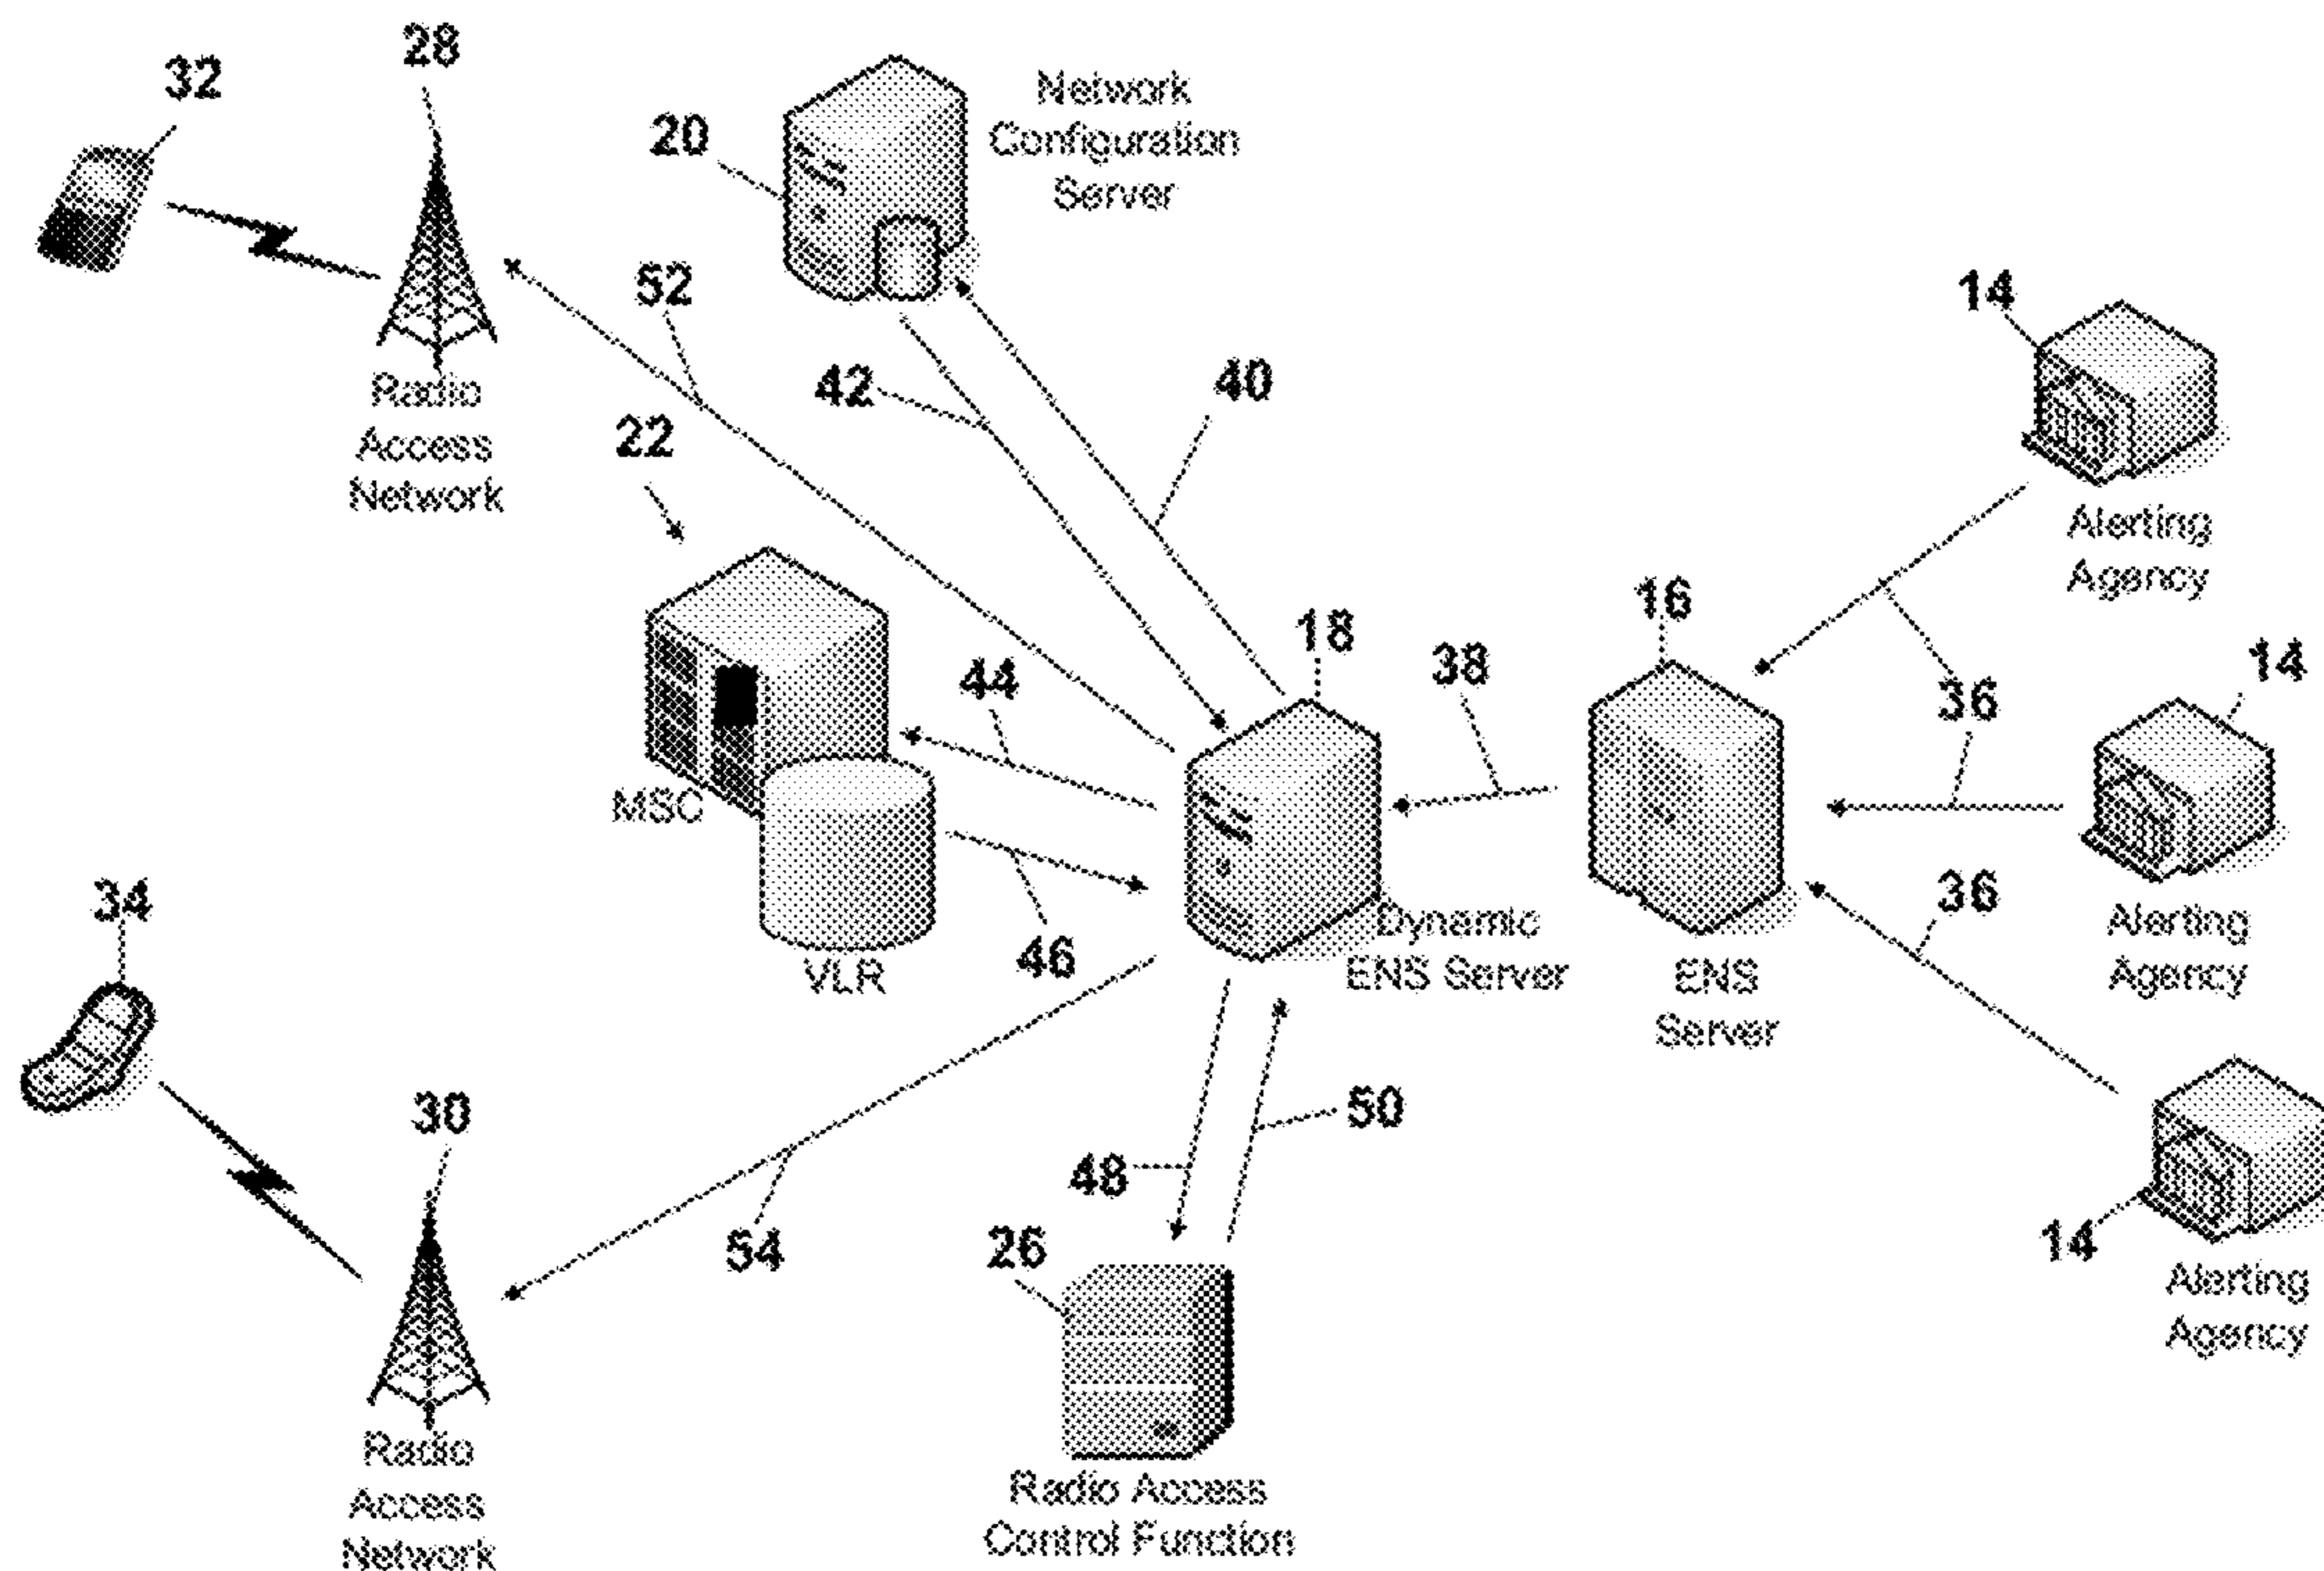 28
32
20
Network
Configuration
Server
52
14
42
40
Radio
Access
Network
22
Alerting
Agency
16
18
38
14
44
36
MSC
34
36
Dynamic
ENS Server
Alerting
Agency
46
VLR
ENS
Server
30
50
48
54
26
14
Alerting
Agency
Radio
Access
Network
Radio Access
Control Function